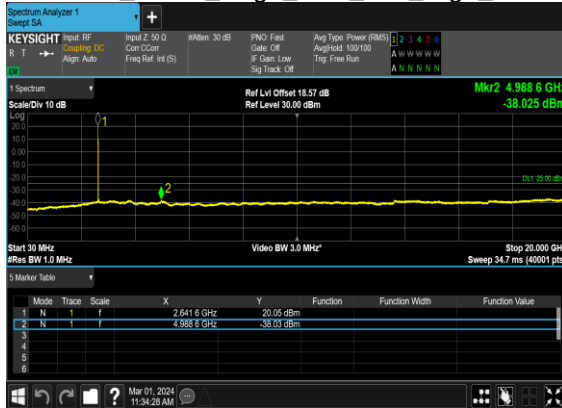 Spectrum Analyzer 1
Swept SA
+
KEYSIGHT
R T
LU
Input: RF
Coupling: DC
Align: Auto
Input Z: 50 Ω
Corr CCorr
Freq Ref: Int (S)
#Atten: 30 dB
PNO: Fast
Gate: Off
IF Gain: Low
Sig Track: Off
Avg Type: Power (RMS)
Avg|Hold: 100/100
Trig: Free Run
1 2 3 4 5 6
A W W W W W
A N N N N N
1 Spectrum
Scale/Div 10 dB
Log
Ref Lvl Offset 18.57 dB
Ref Level 30.00 dBm
Mkr2 4.988 6 GHz
-38.025 dBm
20.0
10.0
0.00
-10.0
-20.0
-30.0
-40.0
-50.0
-60.0
1
2
DL1 -25.00 dBm
Start 30 MHz
#Res BW 1.0 MHz
Video BW 3.0 MHz*
Stop 20.000 GHz
Sweep 34.7 ms (40001 pts)
5 Marker Table
Mode Trace Scale X Y Function Function Width Function Value
1 N 1 f 2.641 6 GHz 20.05 dBm
2 N 1 f 4.988 6 GHz -38.03 dBm
3
4
5
6
?
Mar 01, 2024
11:34:28 AM